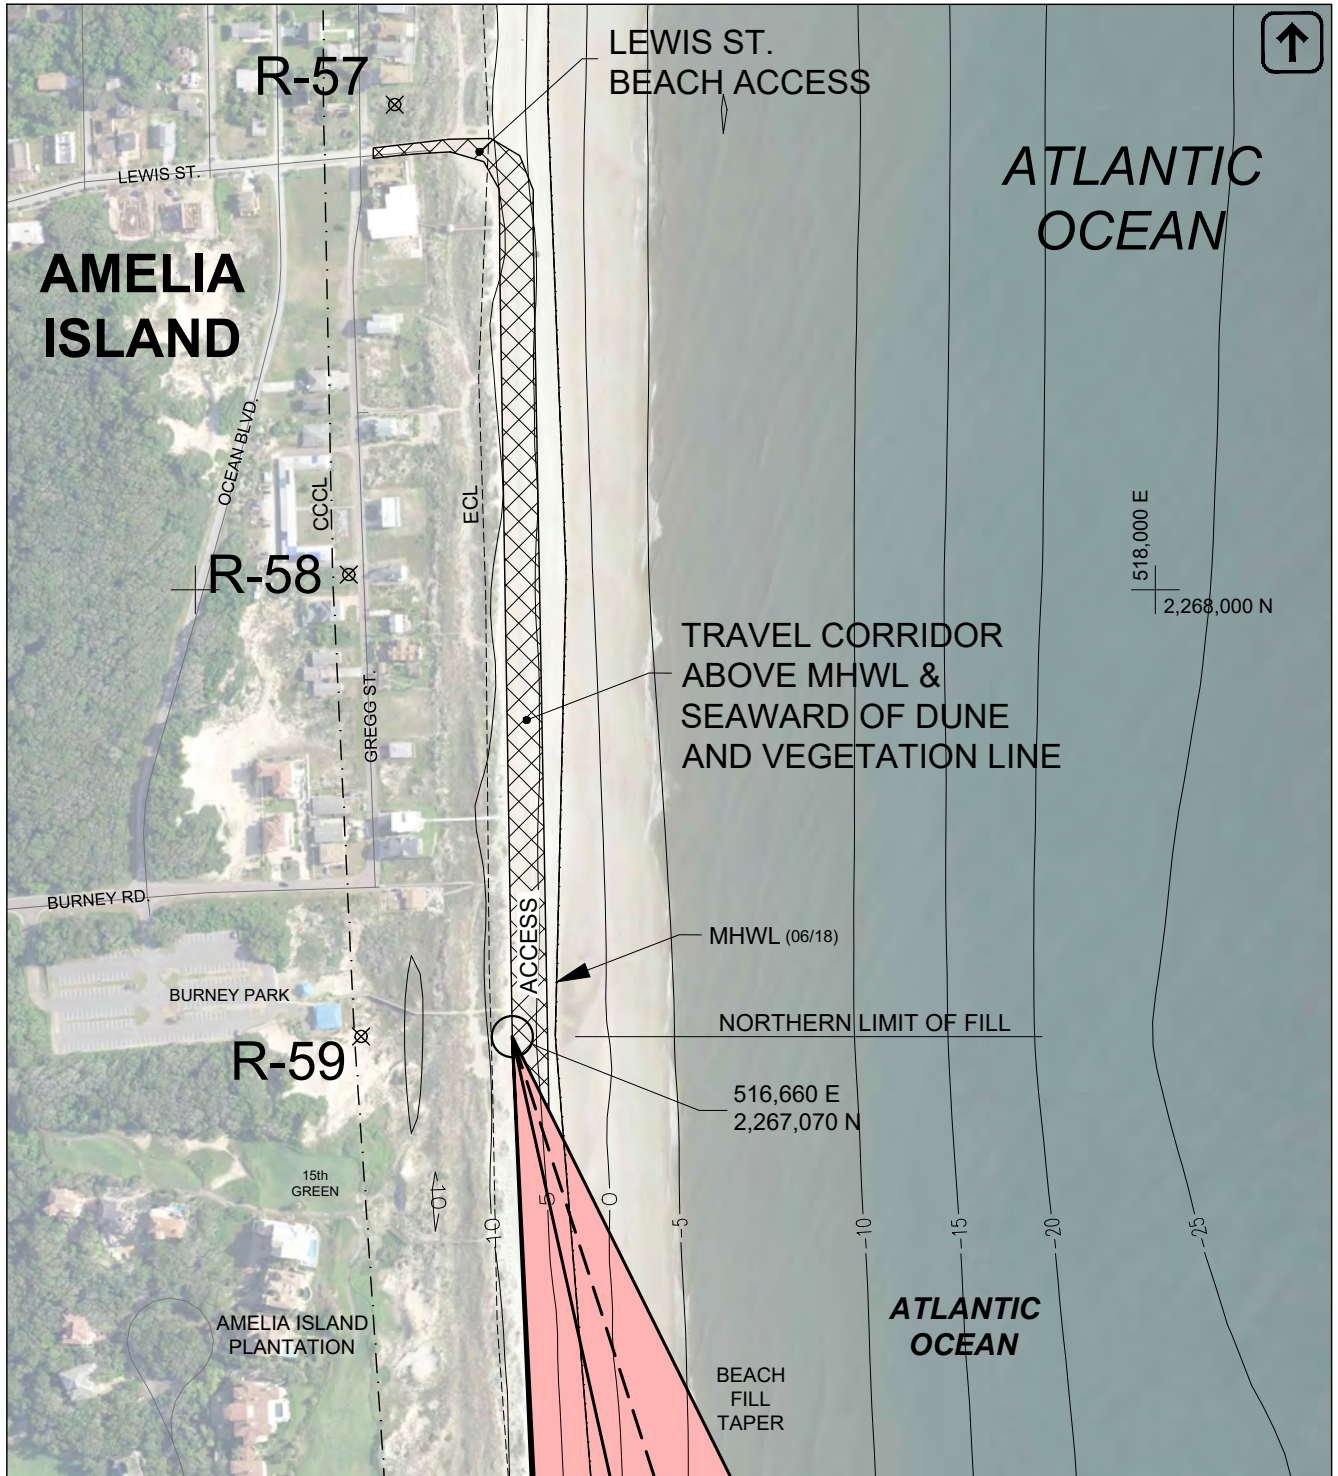 LEWIS ST.
BEACH ACCESS
R-57
ATLANTIC
OCEAN
LEWIS ST.
AMELIA
ISLAND
OCEAN BLVD.
CCCL
ECL
518,000 E
2,268,000 N
R-58
TRAVEL CORRIDOR
ABOVE MHWL &
SEAWARD OF DUNE
AND VEGETATION LINE
GREGG ST.
BURNEY RD.
ACCESS
MHWL (06/18)
BURNEY PARK
NORTHERN LIMIT OF FILL
R-59
516,660 E
2,267,070 N
15th
GREEN
10
10
5
0
-5
-10
-15
-20
-25
AMELIA ISLAND
PLANTATION
ATLANTIC
OCEAN
BEACH
FILL
TAPER